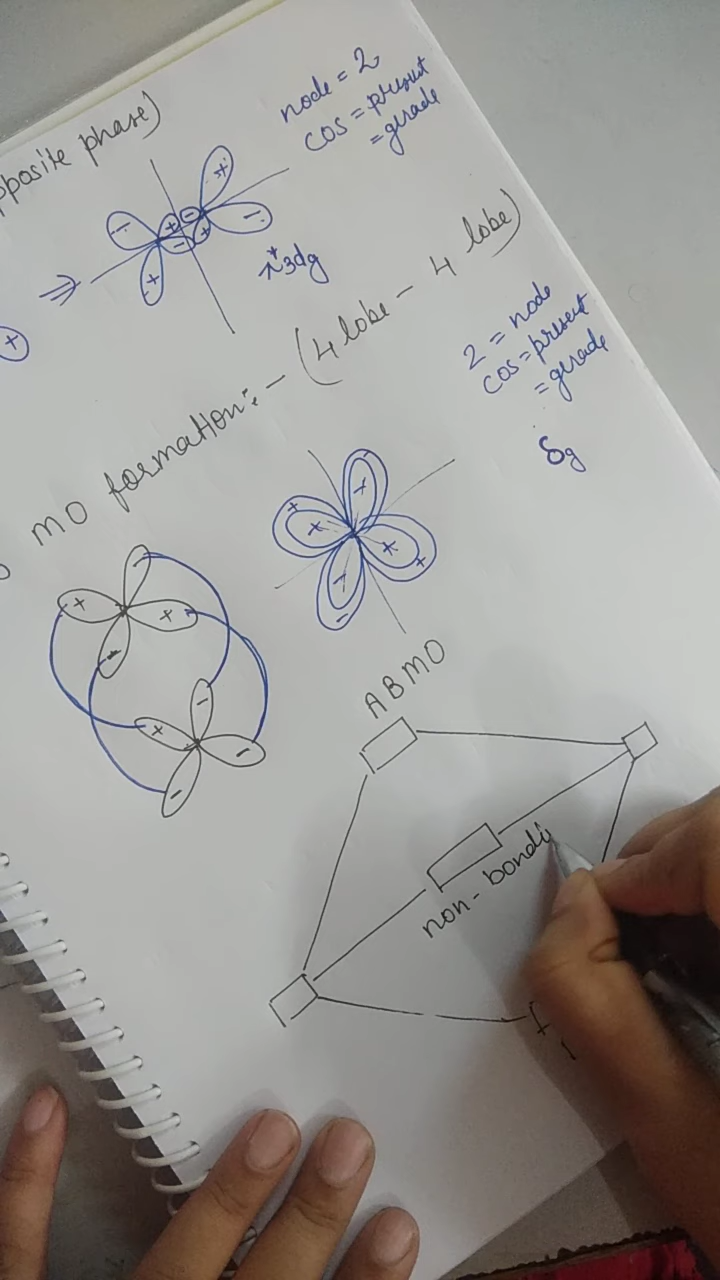 opposite phase)
node = 2
cos = present
= gerade
π*3dg
MO formation:- (4 lobe - 4 lobe)
2 = node
cos = present
= gerade
δg
ABMO
non-bondi